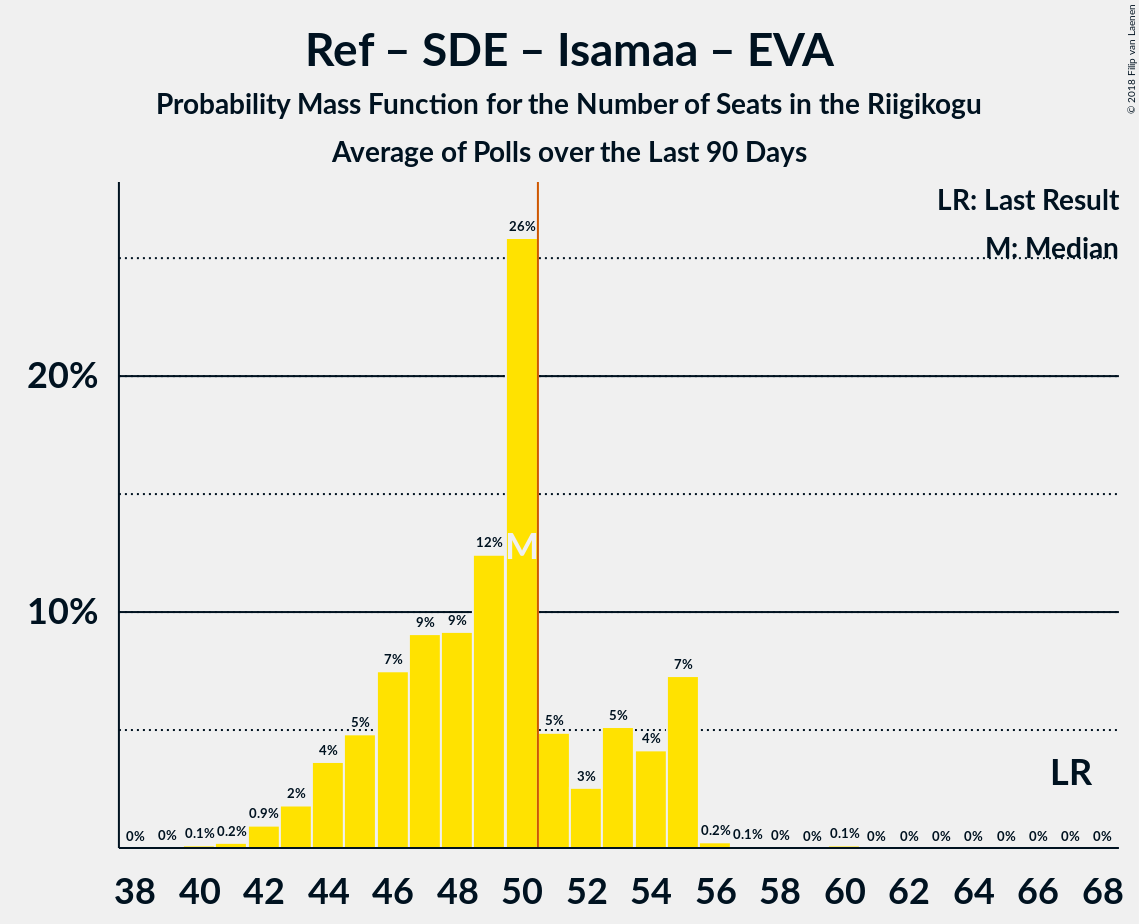 Ref – SDE – Isamaa – EVA
Probability Mass Function for the Number of Seats in the Riigikogu
Average of Polls over the Last 90 Days
© 2018 Filip van Laenen
LR: Last Result
M: Median
20%
10%
0% 0% 0.1% 0.2% 0.9% 2% 4% 5% 7% 9% 9% 12% 26% 5% 3% 5% 4% 7% 0.2% 0.1% 0% 0% 0.1% 0% 0% 0% 0% 0% 0% 0% 0%
M
LR
38 40 42 44 46 48 50 52 54 56 58 60 62 64 66 68